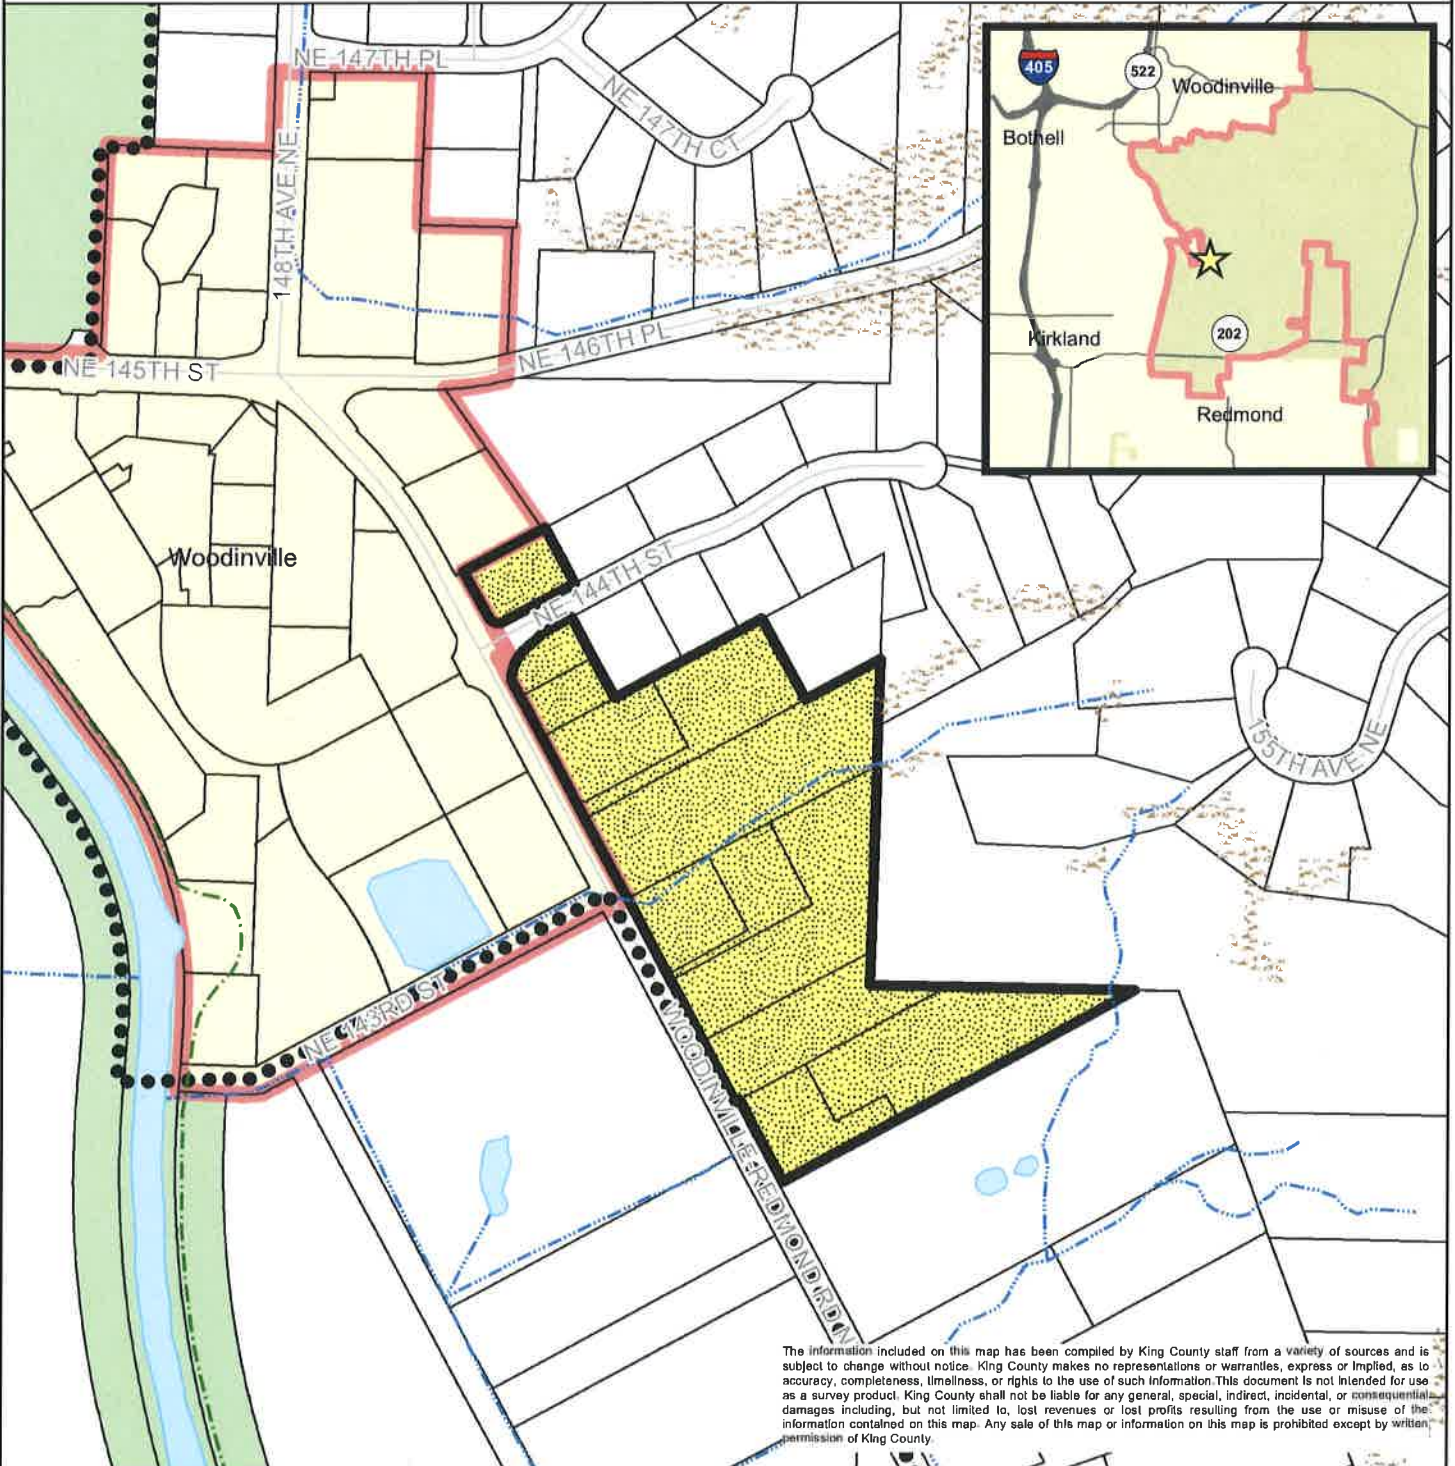 NE 147TH PL
NE 147TH CT
148TH AVE NE
NE 146TH PL
NE 145TH ST
Woodinville
NE 144TH ST
155TH AVE NE
NE 143RD ST
WOODINVILLE-REDMOND RD N
405
522
Woodinville
Bothell
Kirkland
202
Redmond
The information included on this map has been compiled by King County staff from a variety of sources and is
subject to change without notice. King County makes no representations or warranties, express or implied, as to
accuracy, completeness, timeliness, or rights to the use of such information.This document is not intended for use
as a survey product. King County shall not be liable for any general, special, indirect, incidental, or consequential
damages including, but not limited to, lost revenues or lost profits resulting from the use or misuse of the
information contained on this map. Any sale of this map or information on this map is prohibited except by written
permission of King County.